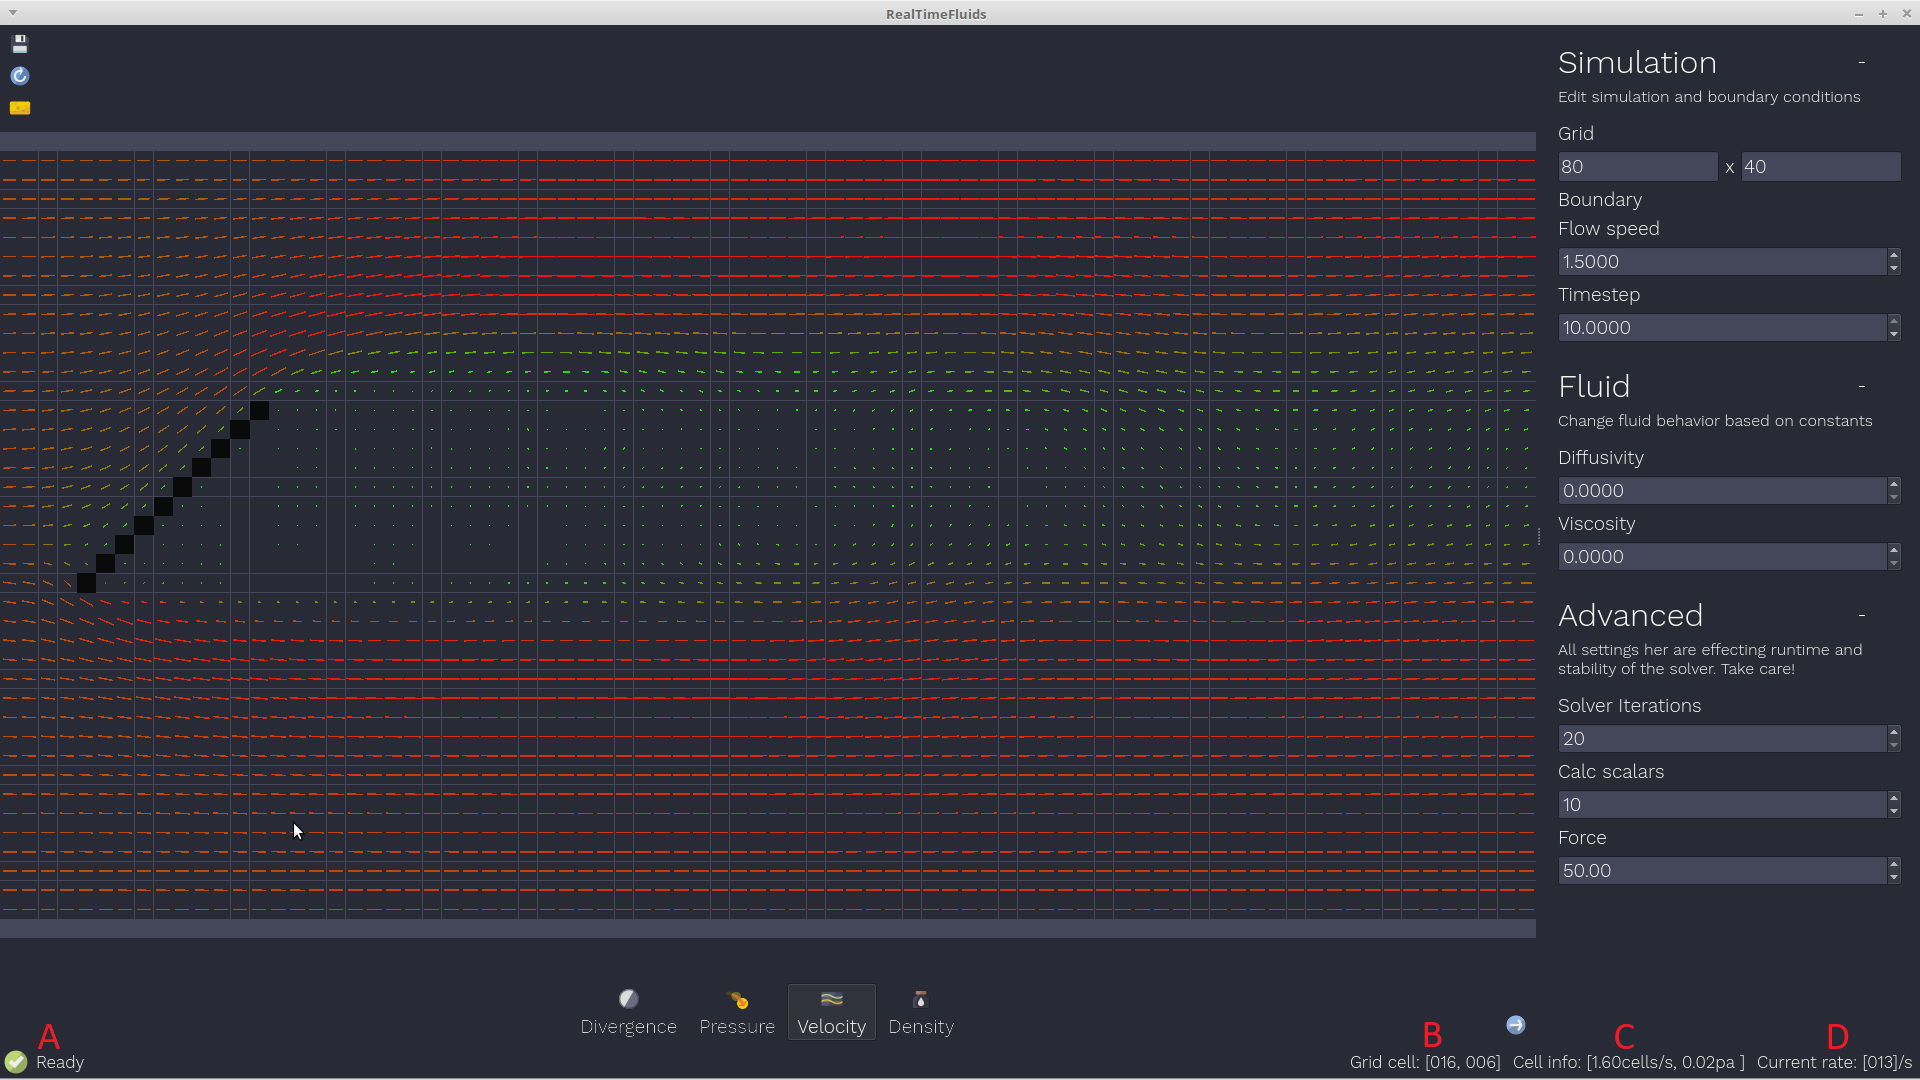 RealTimeFluids
Simulation -
Edit simulation and boundary conditions
Grid
80 x 40
Boundary
Flow speed
1.5000
Timestep
10.0000
Fluid -
Change fluid behavior based on constants
Diffusivity
0.0000
Viscosity
0.0000
Advanced -
All settings her are effecting runtime and
stability of the solver. Take care!
Solver Iterations
20
Calc scalars
10
Force
50.00
Divergence Pressure Velocity Density
A B C D
Ready Grid cell: [016, 006] Cell info: [1.60cells/s, 0.02pa ] Current rate: [013]/s